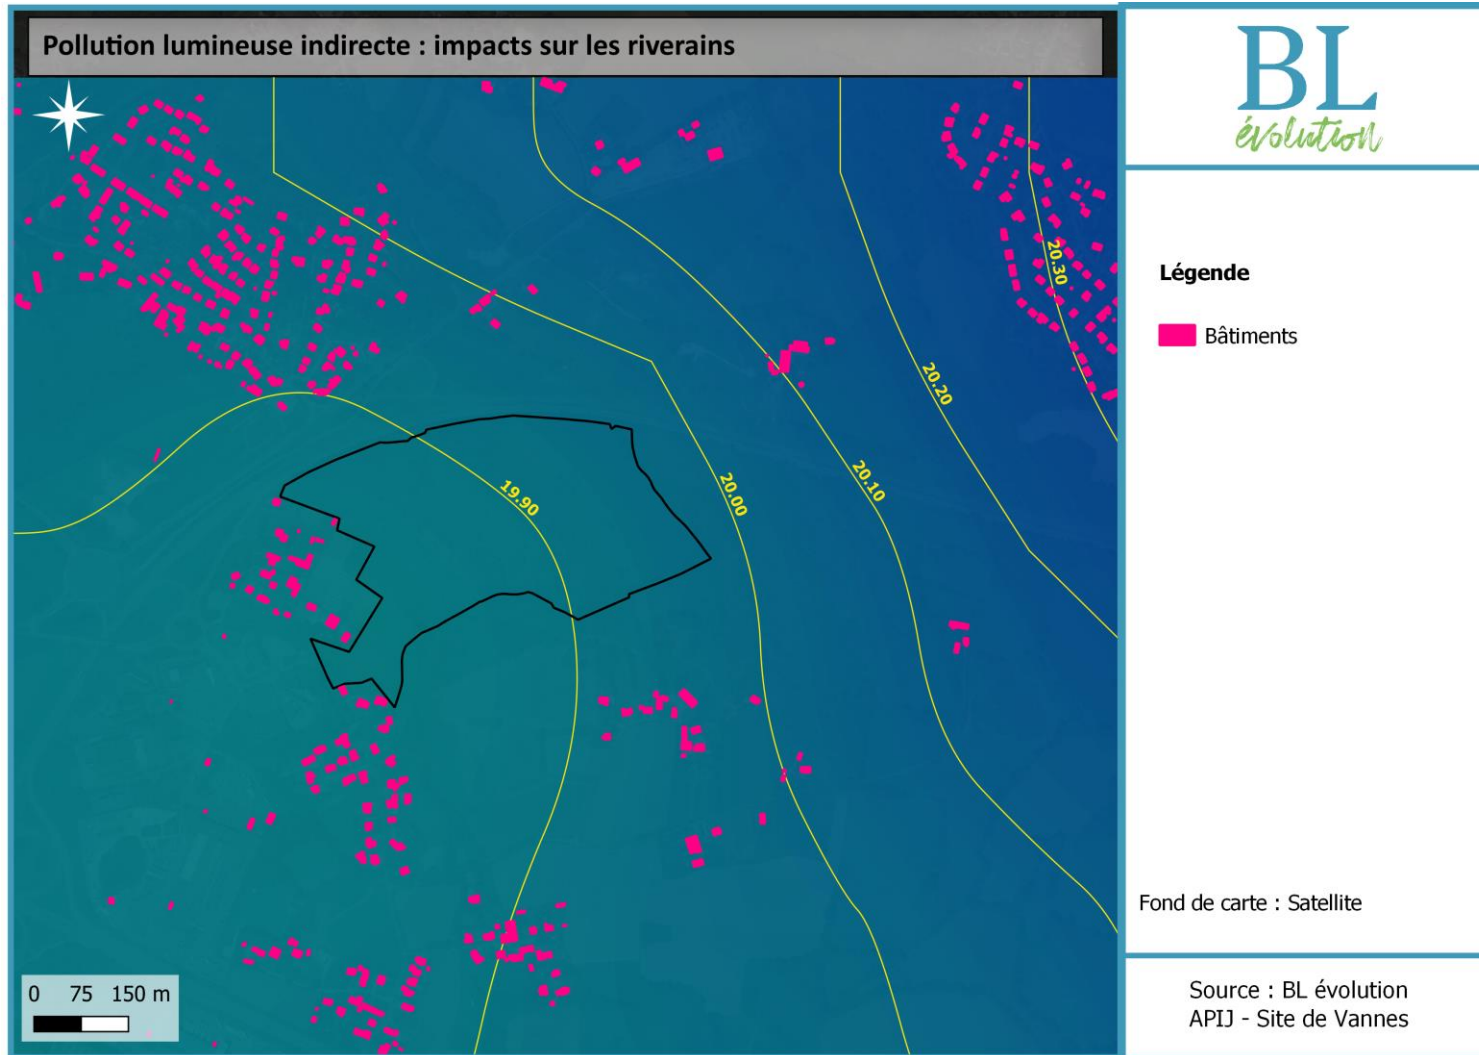 Pollution lumineuse indirecte : impacts sur les riverains
BL
évolution
Légende
Bâtiments
20.30
20.20
20.10
20.00
19.90
Fond de carte : Satellite
0 75 150 m
Source : BL évolution
APIJ - Site de Vannes